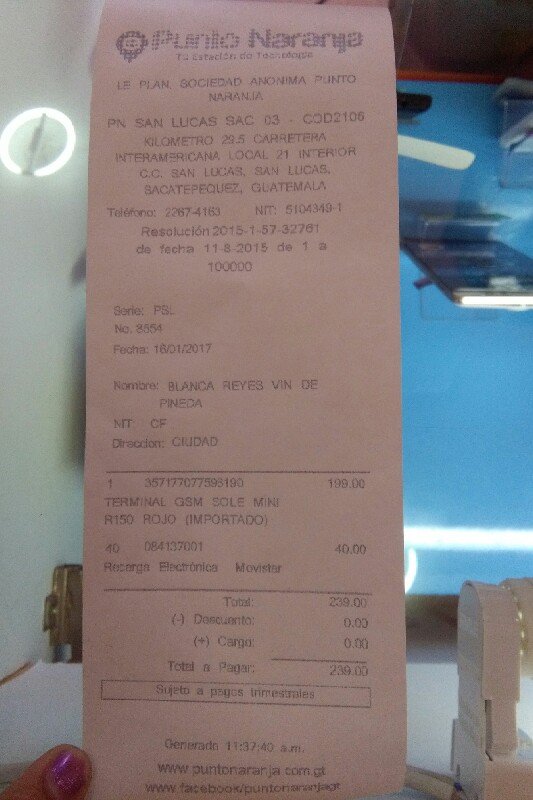 Punto Naranja
Tu Estación de Tecnología
LE PLAN, SOCIEDAD ANONIMA PUNTO
NARANJA
PN SAN LUCAS SAC 03 - COD2106
KILOMETRO 29.5 CARRETERA
INTERAMERICANA LOCAL 21 INTERIOR
C.C. SAN LUCAS, SAN LUCAS,
SACATEPEQUEZ, GUATEMALA
Teléfono: 2267-4163 NIT: 5104349-1
Resolución 2015-1-57-32761
de fecha 11-8-2015 de 1 a
100000
Serie: PSL
No. 8554
Fecha: 16/01/2017
Nombre: BLANCA REYES VIN DE
PINEDA
NIT: CF
Direccion: CIUDAD
1 357177077596190 199.00
TERMINAL GSM SOLE MINI
R150 ROJO (IMPORTADO)
40 084137001 40.00
Recarga Electrónica Movistar
Total: 239.00
(-) Descuento: 0.00
(+) Cargo: 0.00
Total a Pagar: 239.00
Sujeto a pagos trimestrales
Generado 11:37:40 a.m.
www.puntonaranja.com.gt
www.facebook/puntonaranjagt